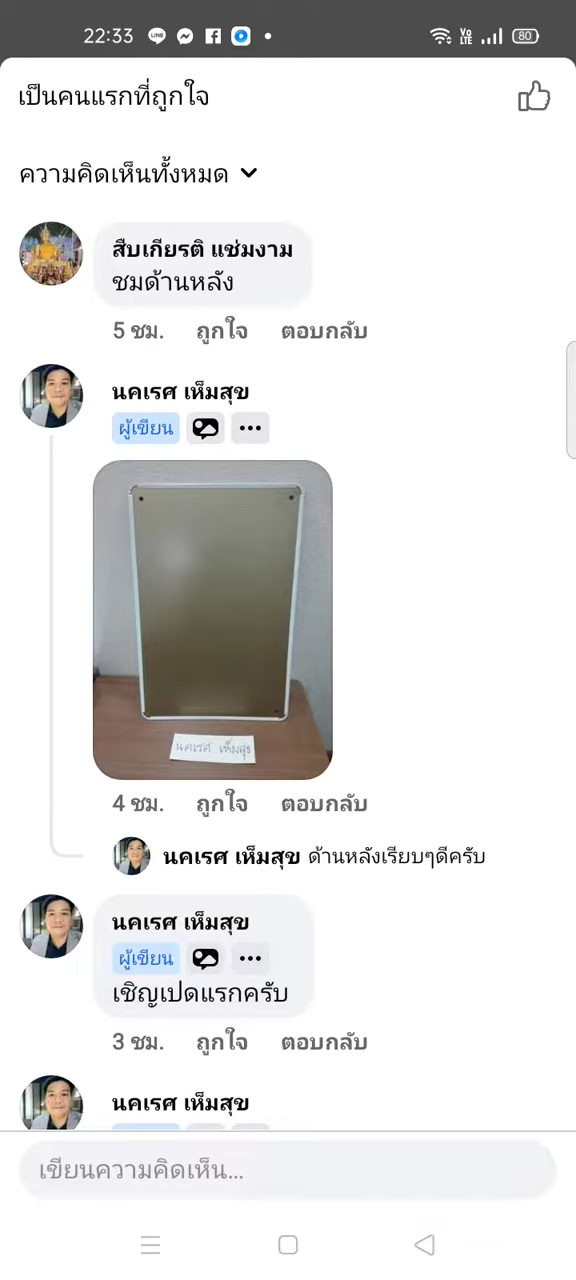 22:33
VO LTE 80
เป็นคนแรกที่ถูกใจ
ความคิดเห็นทั้งหมด
สืบเกียรติ แช่มงาม
ชมด้านหลัง
5 ชม. ถูกใจ ตอบกลับ
นคเรศ เห็มสุข
ผู้เขียน
นคเรศ เห็มสุข
4 ชม. ถูกใจ ตอบกลับ
นคเรศ เห็มสุข ด้านหลังเรียบๆดีครับ
นคเรศ เห็มสุข
ผู้เขียน
เชิญเปดแรกครับ
3 ชม. ถูกใจ ตอบกลับ
นคเรศ เห็มสุข
เขียนความคิดเห็น...